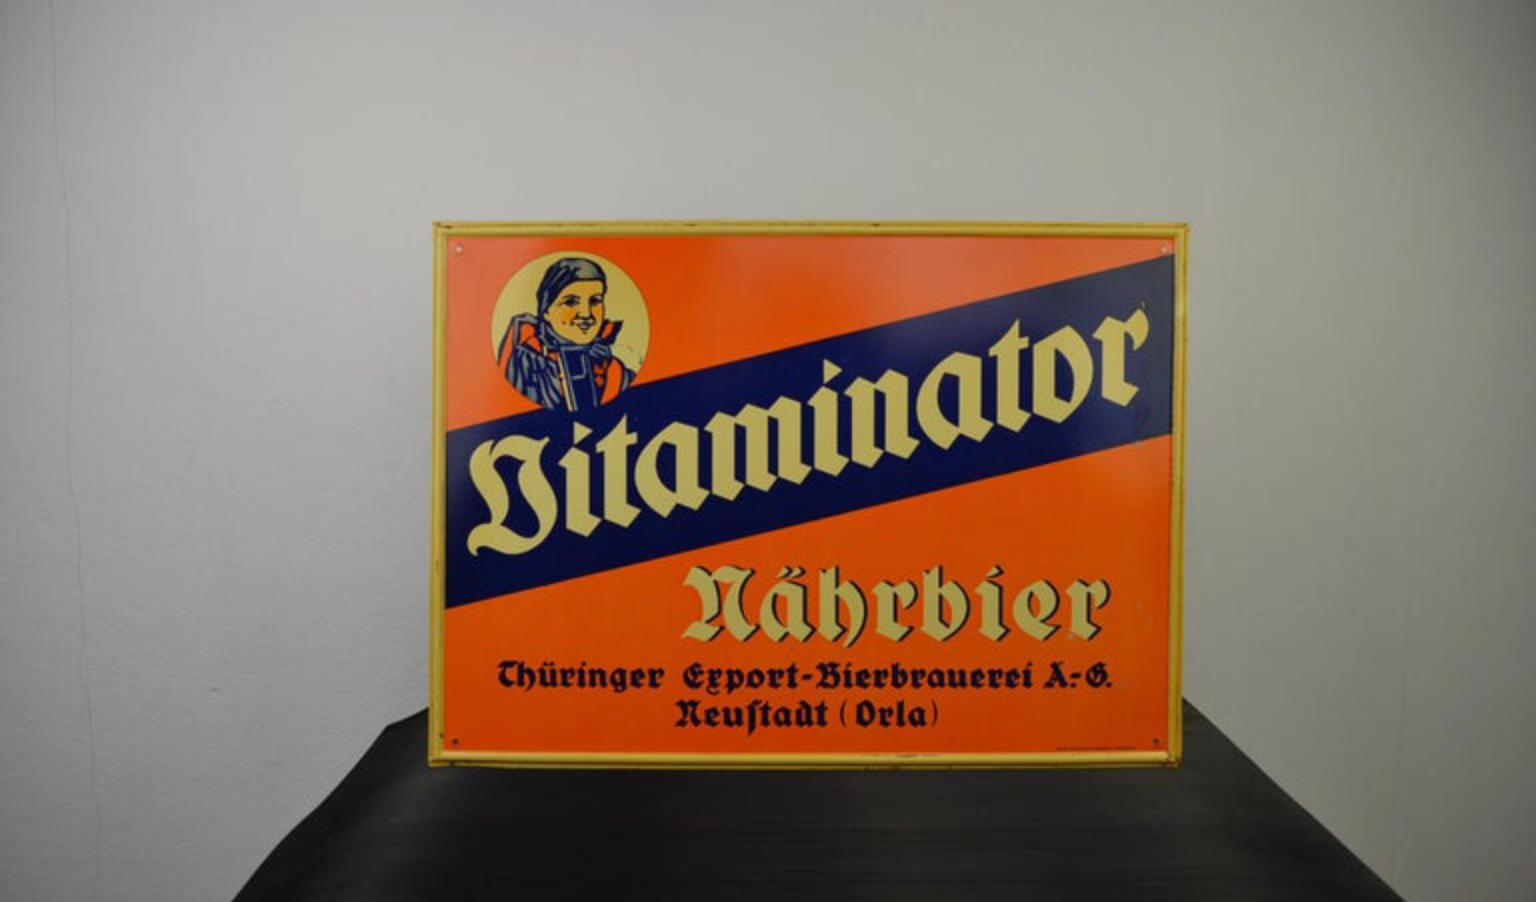 Vitaminator
Nährbier
Thüringer Export-Bierbrauerei A.-G.
Neuſtadt (Orla)